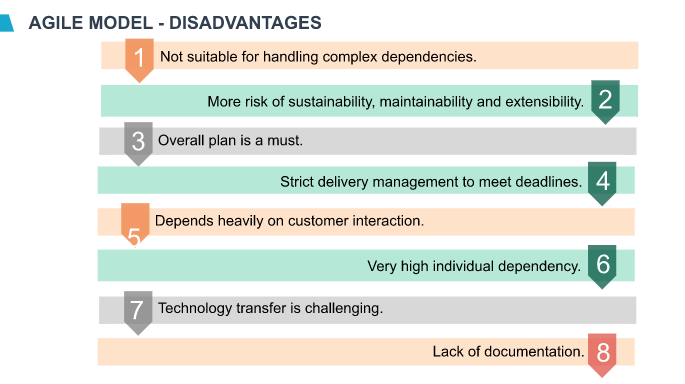 AGILE MODEL - DISADVANTAGES
1 Not suitable for handling complex dependencies.
More risk of sustainability, maintainability and extensibility. 2
3 Overall plan is a must.
Strict delivery management to meet deadlines. 4
5 Depends heavily on customer interaction.
Very high individual dependency. 6
7 Technology transfer is challenging.
Lack of documentation. 8